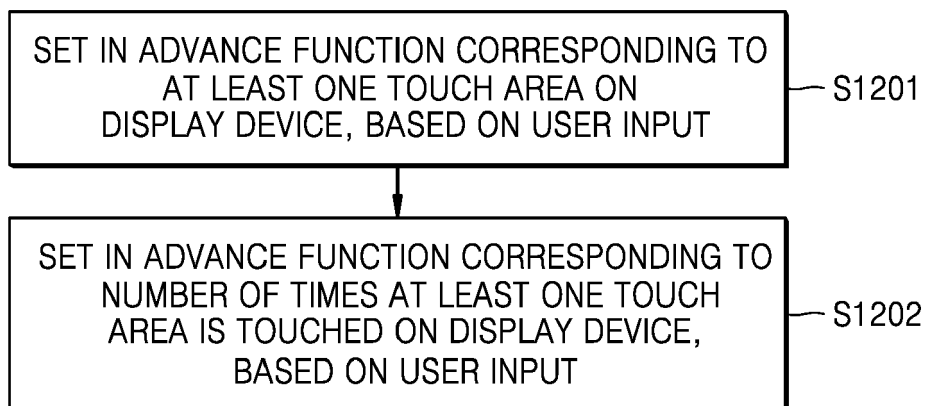 SET IN ADVANCE FUNCTION CORRESPONDING TO
AT LEAST ONE TOUCH AREA ON
DISPLAY DEVICE, BASED ON USER INPUT
S1201
SET IN ADVANCE FUNCTION CORRESPONDING TO
NUMBER OF TIMES AT LEAST ONE TOUCH
AREA IS TOUCHED ON DISPLAY DEVICE,
BASED ON USER INPUT
S1202